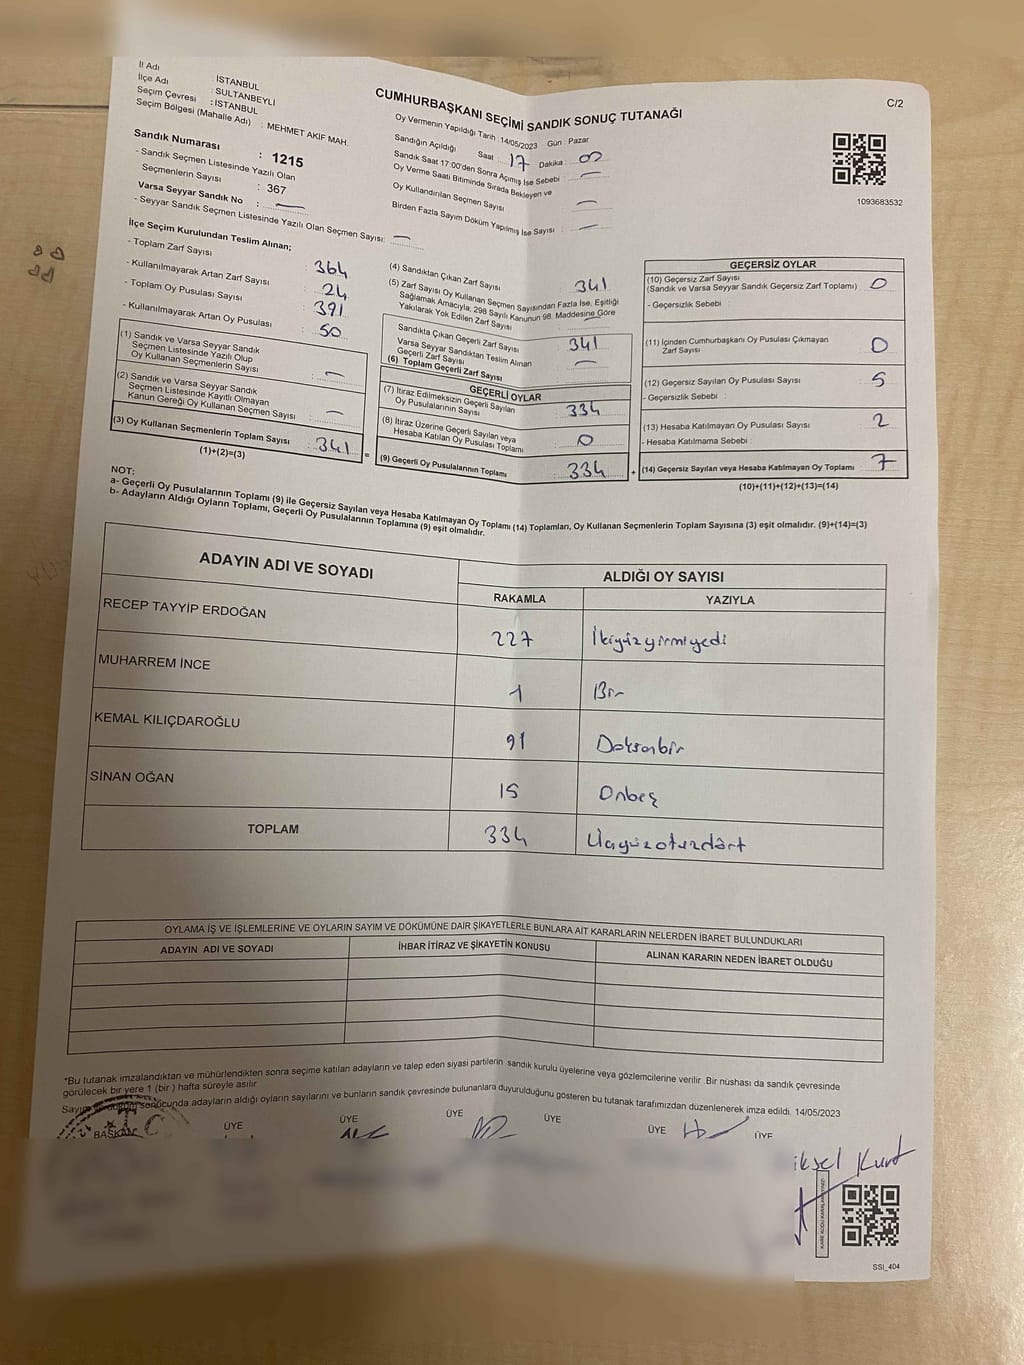 C/2
İl Adı : İSTANBUL
İlçe Adı : SULTANBEYLİ
Seçim Çevresi : İSTANBUL
Seçim Bölgesi (Mahalle Adı) : MEHMET AKİF MAH.
Sandık Numarası : 1215
- Sandık Seçmen Listesinde Yazılı Olan
Seçmenlerin Sayısı : 367
Varsa Seyyar Sandık No : —
- Seyyar Sandık Seçmen Listesinde Yazılı Olan Seçmen Sayısı: —
CUMHURBAŞKANI SEÇİMİ SANDIK SONUÇ TUTANAĞI
Oy Vermenin Yapıldığı Tarih : 14/05/2023 Gün : Pazar
Sandığın Açıldığı Saat : 17 Dakika : 00
Sandık Saat 17:00'den Sonra Açımış İse Sebebi : —
Oy Verme Saati Bitiminde Sırada Bekleyen ve
Oy Kullandırılan Seçmen Sayısı : —
Birden Fazla Sayım Döküm Yapılmış İse Sayısı : —
1093683532
İlçe Seçim Kurulundan Teslim Alınan;
- Toplam Zarf Sayısı : 364
- Kullanılmayarak Artan Zarf Sayısı : 24
- Toplam Oy Pusulası Sayısı : 391
- Kullanılmayarak Artan Oy Pusulası : 50
(1) Sandık ve Varsa Seyyar Sandık
Seçmen Listesinde Yazılı Olup
Oy Kullanan Seçmenlerin Sayısı : —
(2) Sandık ve Varsa Seyyar Sandık
Seçmen Listesinde Kayıtlı Olmayan
Kanun Gereği Oy Kullanan Seçmen Sayısı : —
(3) Oy Kullanan Seçmenlerin Toplam Sayısı : 341 =
(1)+(2)=(3)
(4) Sandıktan Çıkan Zarf Sayısı : 341
(5) Zarf Sayısı Oy Kullanan Seçmen Sayısından Fazla İse, Eşitliği
Sağlamak Amacıyla; 298 Sayılı Kanunun 98. Maddesine Göre
Yakılarak Yok Edilen Zarf Sayısı : —
Sandıkta Çıkan Geçerli Zarf Sayısı : 341
Varsa Seyyar Sandıktan Teslim Alınan
Geçerli Zarf Sayısı : —
(6) Toplam Geçerli Zarf Sayısı
GEÇERLİ OYLAR
(7) İtiraz Edilmeksizin Geçerli Sayılan
Oy Pusulalarının Sayısı : 334
(8) İtiraz Üzerine Geçerli Sayılan veya
Hesaba Katılan Oy Pusulası Toplamı : 0
(9) Geçerli Oy Pusulalarının Toplamı : 334 +
GEÇERSİZ OYLAR
(10) Geçersiz Zarf Sayısı : 0
(Sandık ve Varsa Seyyar Sandık Geçersiz Zarf Toplamı)
- Geçersizlik Sebebi :
(11) İçinden Cumhurbaşkanı Oy Pusulası Çıkmayan
Zarf Sayısı : 0
(12) Geçersiz Sayılan Oy Pusulası Sayısı : 5
- Geçersizlik Sebebi :
(13) Hesaba Katılmayan Oy Pusulası Sayısı : 2
- Hesaba Katılmama Sebebi :
(14) Geçersiz Sayılan veya Hesaba Katılmayan Oy Toplamı : 7
(10)+(11)+(12)+(13)=(14)
NOT:
a- Geçerli Oy Pusulalarının Toplamı (9) ile Geçersiz Sayılan veya Hesaba Katılmayan Oy Toplamı (14) Toplamları, Oy Kullanan Seçmenlerin Toplam Sayısına (3) eşit olmalıdır. (9)+(14)=(3)
b- Adayların Aldığı Oyların Toplamı, Geçerli Oy Pusulalarının Toplamına (9) eşit olmalıdır.
ADAYIN ADI VE SOYADI
ALDIĞI OY SAYISI
RAKAMLA YAZIYLA
RECEP TAYYİP ERDOĞAN 227 İkiyüzyirmiyedi
MUHARREM İNCE 1 Bir
KEMAL KILIÇDAROĞLU 91 Doksanbir
SİNAN OĞAN 15 Onbeş
TOPLAM 334 Üçyüzotuzdört
OYLAMA İŞ VE İŞLEMLERİNE VE OYLARIN SAYIM VE DÖKÜMÜNE DAİR ŞİKAYETLERLE BUNLARA AİT KARARLARIN NELERDEN İBARET BULUNDUKLARI
ADAYIN ADI VE SOYADI İHBAR İTİRAZ VE ŞİKAYETİN KONUSU ALINAN KARARIN NEDEN İBARET OLDUĞU
*Bu tutanak imzalandıktan ve mühürlendikten sonra seçime katılan adayların ve talep eden siyasi partilerin sandık kurulu üyelerine veya gözlemcilerine verilir .Bir nüshası da sandık çevresinde
görülecek bir yere 1 (bir ) hafta süreyle asılır
Sayım sonucunda adayların aldığı oyların sayılarını ve bunların sandık çevresinde bulunanlara duyurulduğunu gösteren bu tutanak tarafımızdan düzenlenerek imza edildi. 14/05/2023
T.C.
BAŞKAN ÜYE ÜYE ÜYE ÜYE ÜYE ÜYE
iksel Kurt
SSI_404